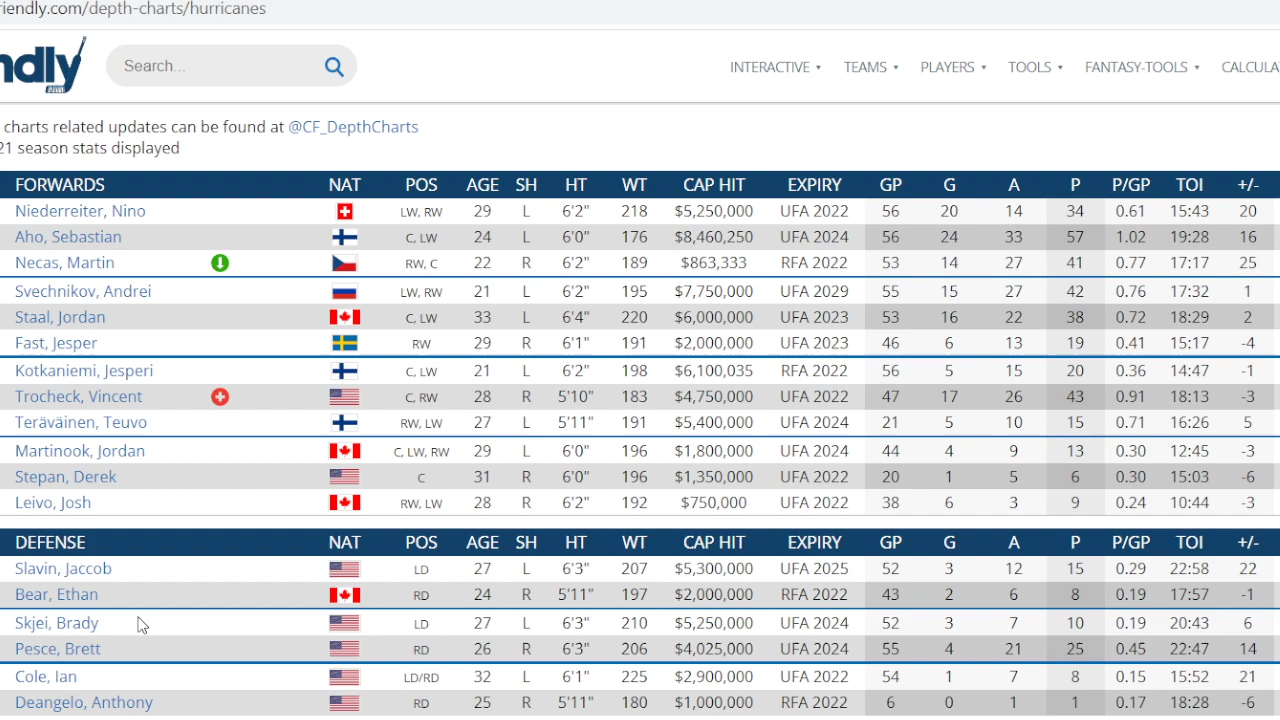 riendly.com/depth-charts/hurricanes
ndly Search... INTERACTIVE TEAMS PLAYERS TOOLS FANTASY-TOOLS CALCULA
charts related updates can be found at @CF_DepthCharts
21 season stats displayed
FORWARDS NAT POS AGE SH HT WT CAP HIT EXPIRY GP G A P P/GP TOI +/-
Niederreiter, Nino LW, RW 29 L 6'2" 218 $5,250,000 UFA 2022 56 20 14 34 0.61 15:43 20
Aho, Sebastian C, LW 24 L 6'0" 176 $8,460,250 UFA 2024 56 24 33 57 1.02 19:28 16
Necas, Martin RW, C 22 R 6'2" 189 $863,333 RFA 2022 53 14 27 41 0.77 17:17 25
Svechnikov, Andrei LW, RW 21 L 6'2" 195 $7,750,000 UFA 2029 55 15 27 42 0.76 17:32 1
Staal, Jordan C, LW 33 L 6'4" 220 $6,000,000 UFA 2023 53 16 22 38 0.72 18:29 2
Fast, Jesper RW 29 R 6'1" 191 $2,000,000 UFA 2023 46 6 13 19 0.41 15:17 -4
Kotkaniemi, Jesperi C, LW 21 L 6'2" 198 $6,100,035 RFA 2022 56 5 15 20 0.36 14:47 -1
Trocheck, Vincent C, RW 28 R 5'10" 183 $4,750,000 UFA 2022 47 17 26 43 0.91 18:13 -3
Teräväinen, Teuvo RW, LW 27 L 5'11" 191 $5,400,000 UFA 2024 21 5 10 15 0.71 16:26 5
Martinook, Jordan C, LW, RW 29 L 6'0" 196 $1,800,000 UFA 2024 44 4 9 13 0.30 12:45 -3
Stepan, Derek C 31 R 6'0" 196 $1,350,000 UFA 2022 20 1 5 6 0.30 15:03 -6
Leivo, Josh RW, LW 28 R 6'2" 192 $750,000 UFA 2022 38 6 3 9 0.24 10:44 -3
DEFENSE NAT POS AGE SH HT WT CAP HIT EXPIRY GP G A P P/GP TOI +/-
Slavin, Jaccob LD 27 L 6'3" 207 $5,300,000 UFA 2025 52 3 12 15 0.29 22:58 22
Bear, Ethan RD 24 R 5'11" 197 $2,000,000 RFA 2022 43 2 6 8 0.19 17:57 -1
Skjei, Brady LD 27 L 6'3" 210 $5,250,000 UFA 2024 52 3 7 10 0.19 20:43 6
Pesce, Brett RD 26 R 6'3" 206 $4,025,000 UFA 2024 55 4 21 25 0.45 22:47 14
Cole, Ian LD/RD 32 L 6'1" 225 $2,900,000 UFA 2022 54 1 7 8 0.15 15:52 21
Deangelo, Anthony RD 25 R 5'11" 180 $1,000,000 RFA 2022 6 0 1 1 0.17 18:28 -6